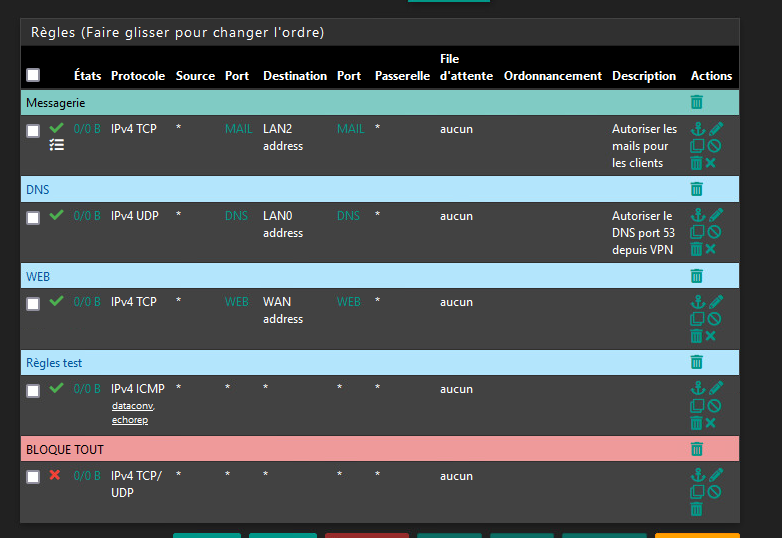 Règles (Faire glisser pour changer l'ordre)
États Protocole Source Port Destination Port Passerelle File d'attente Ordonnancement Description Actions
Messagerie
0/0 B IPv4 TCP * MAIL LAN2 address MAIL * aucun Autoriser les mails pour les clients
DNS
0/0 B IPv4 UDP * DNS LAN0 address DNS * aucun Autoriser le DNS port 53 depuis VPN
WEB
0/0 B IPv4 TCP * WEB WAN address WEB * aucun
Règles test
0/0 B IPv4 ICMP * * * * * aucun
dataconv,
echorep
BLOQUE TOUT
0/0 B IPv4 TCP/ UDP * * * * * aucun